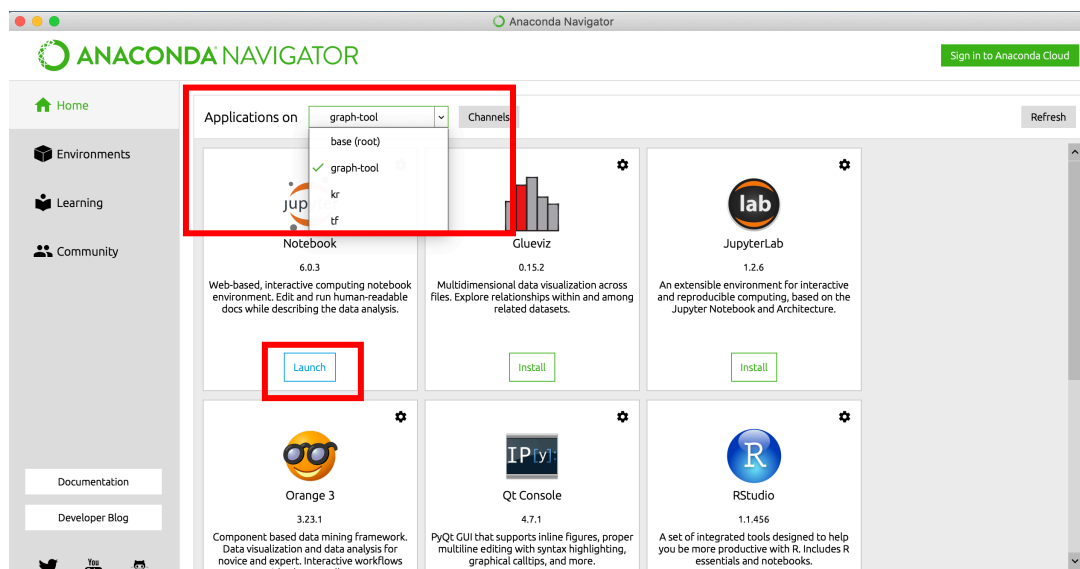 Anaconda Navigator
ANACONDA NAVIGATOR
Sign in to Anaconda Cloud
Home
Environments
Learning
Community
Documentation
Developer Blog
You
Applications on
graph-tool
Channels
Refresh
base (root)
graph-tool
kr
tf
jup
Notebook
6.0.3
Web-based, interactive computing notebook
environment. Edit and run human-readable
docs while describing the data analysis.
Launch
Glueviz
0.15.2
Multidimensional data visualization across
files. Explore relationships within and among
related datasets.
Install
lab
JupyterLab
1.2.6
An extensible environment for interactive
and reproducible computing, based on the
Jupyter Notebook and Architecture.
Install
Orange 3
3.23.1
Component based data mining framework.
Data visualization and data analysis for
novice and expert. Interactive workflows
IP[y]:
Qt Console
4.7.1
PyQt GUI that supports inline figures, proper
multiline editing with syntax highlighting,
graphical calltips, and more.
R
RStudio
1.1.456
A set of integrated tools designed to help
you be more productive with R. Includes R
essentials and notebooks.